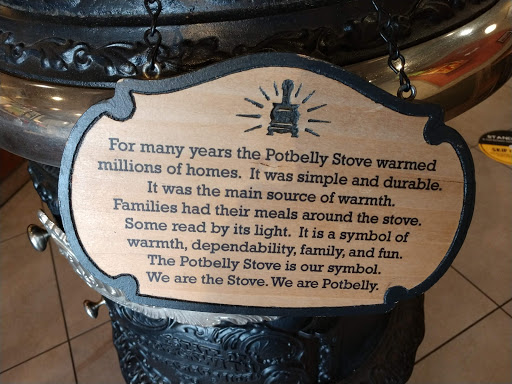 For many years the Potbelly Stove warmed
millions of homes. It was simple and durable.
It was the main source of warmth.
Families had their meals around the stove.
Some read by its light. It is a symbol of
warmth, dependability, family, and fun.
The Potbelly Stove is our symbol.
We are the Stove. We are Potbelly.